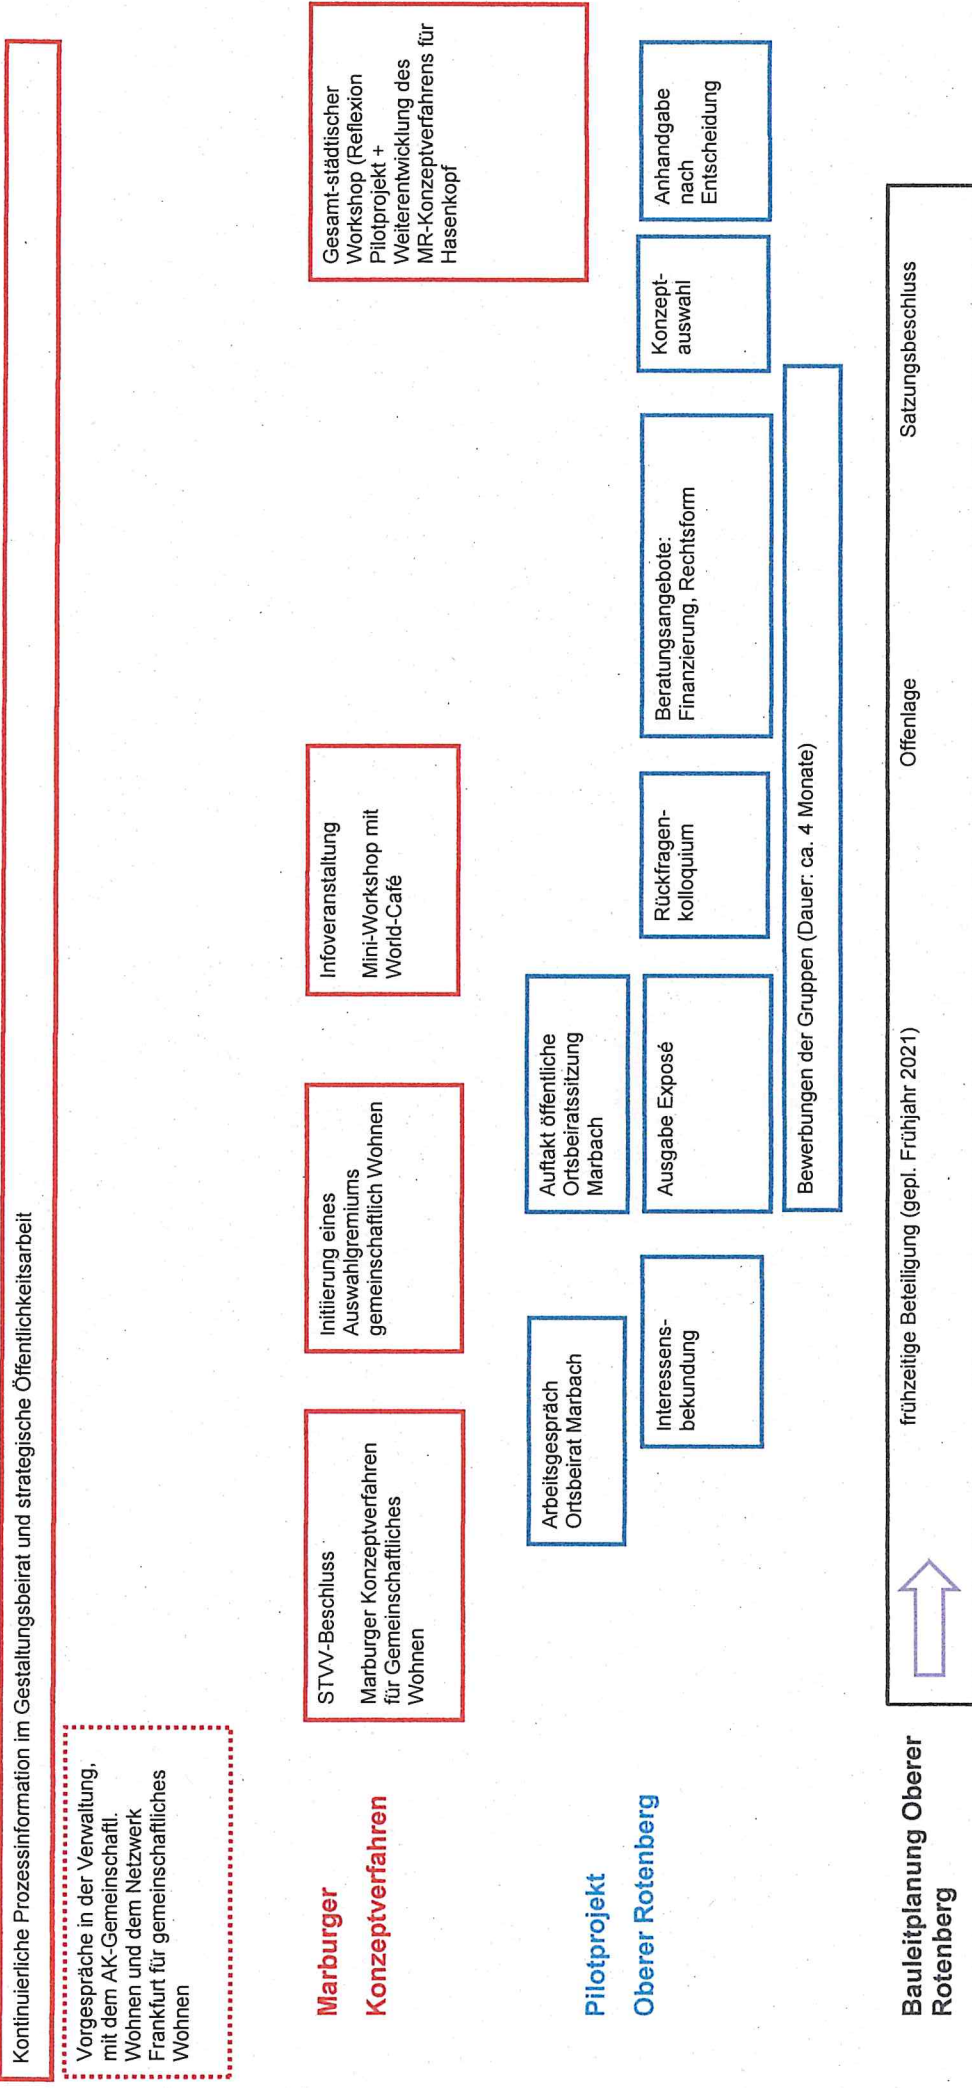 Kontinuierliche Prozessinformation im Gestaltungsbeirat und strategische Öffentlichkeitsarbeit
Vorgespräche in der Verwaltung,
mit dem AK-Gemeinschaftl.
Wohnen und dem Netzwerk
Frankfurt für gemeinschaftliches
Wohnen
Marburger
Konzeptverfahren
STVV-Beschluss
Marburger Konzeptverfahren
für Gemeinschaftliches
Wohnen
Initiierung eines
Auswahlgremiums
gemeinschaftlich Wohnen
Infoveranstaltung
Mini-Workshop mit
World-Café
Gesamt-städtischer
Workshop (Reflexion
Pilotprojekt +
Weiterentwicklung des
MR-Konzeptverfahrens für
Hasenkopf
Pilotprojekt
Oberer Rotenberg
Arbeitsgespräch
Ortsbeirat Marbach
Auftakt öffentliche
Ortsbeiratssitzung
Marbach
Interessens-
bekundung
Ausgabe Exposé
Rückfragen-
kolloquium
Beratungsangebote:
Finanzierung, Rechtsform
Konzept-
auswahl
Anhandgabe
nach
Entscheidung
Bewerbungen der Gruppen (Dauer: ca. 4 Monate)
Bauleitplanung Oberer
Rotenberg
frühzeitige Beteiligung (gepl. Frühjahr 2021)
Offenlage
Satzungsbeschluss